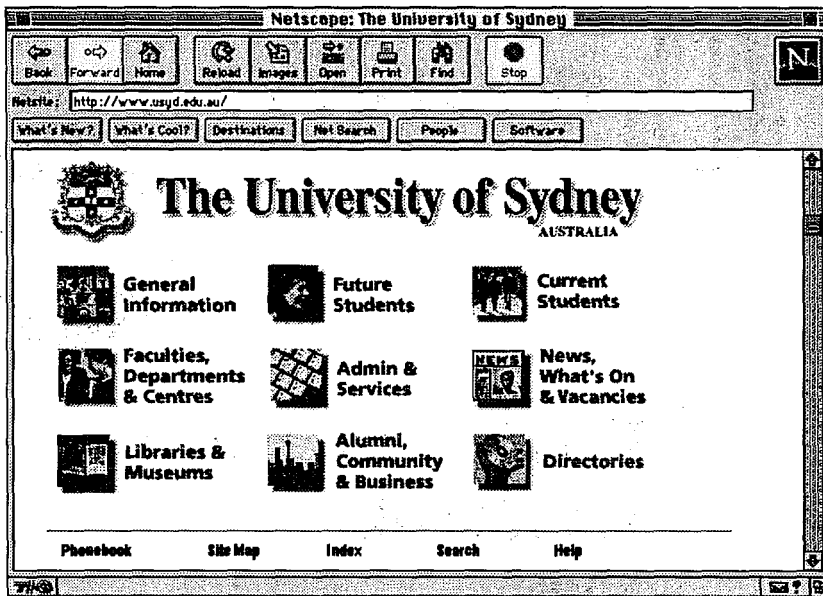 Netscape: The University of Sydney
Back Forward Home Reload Images Open Print Find Stop
N
Netsite: http://www.usyd.edu.au/
What's New? What's Cool? Destinations Net Search People Software
The University of Sydney
AUSTRALIA
General
Information
Future
Students
Current
Students
Faculties,
Departments
& Centres
Admin &
Services
NEWS
News,
What's On
& Vacancies
Libraries &
Museums
Alumni,
Community
& Business
Directories
Phonebook Site Map Index Search Help